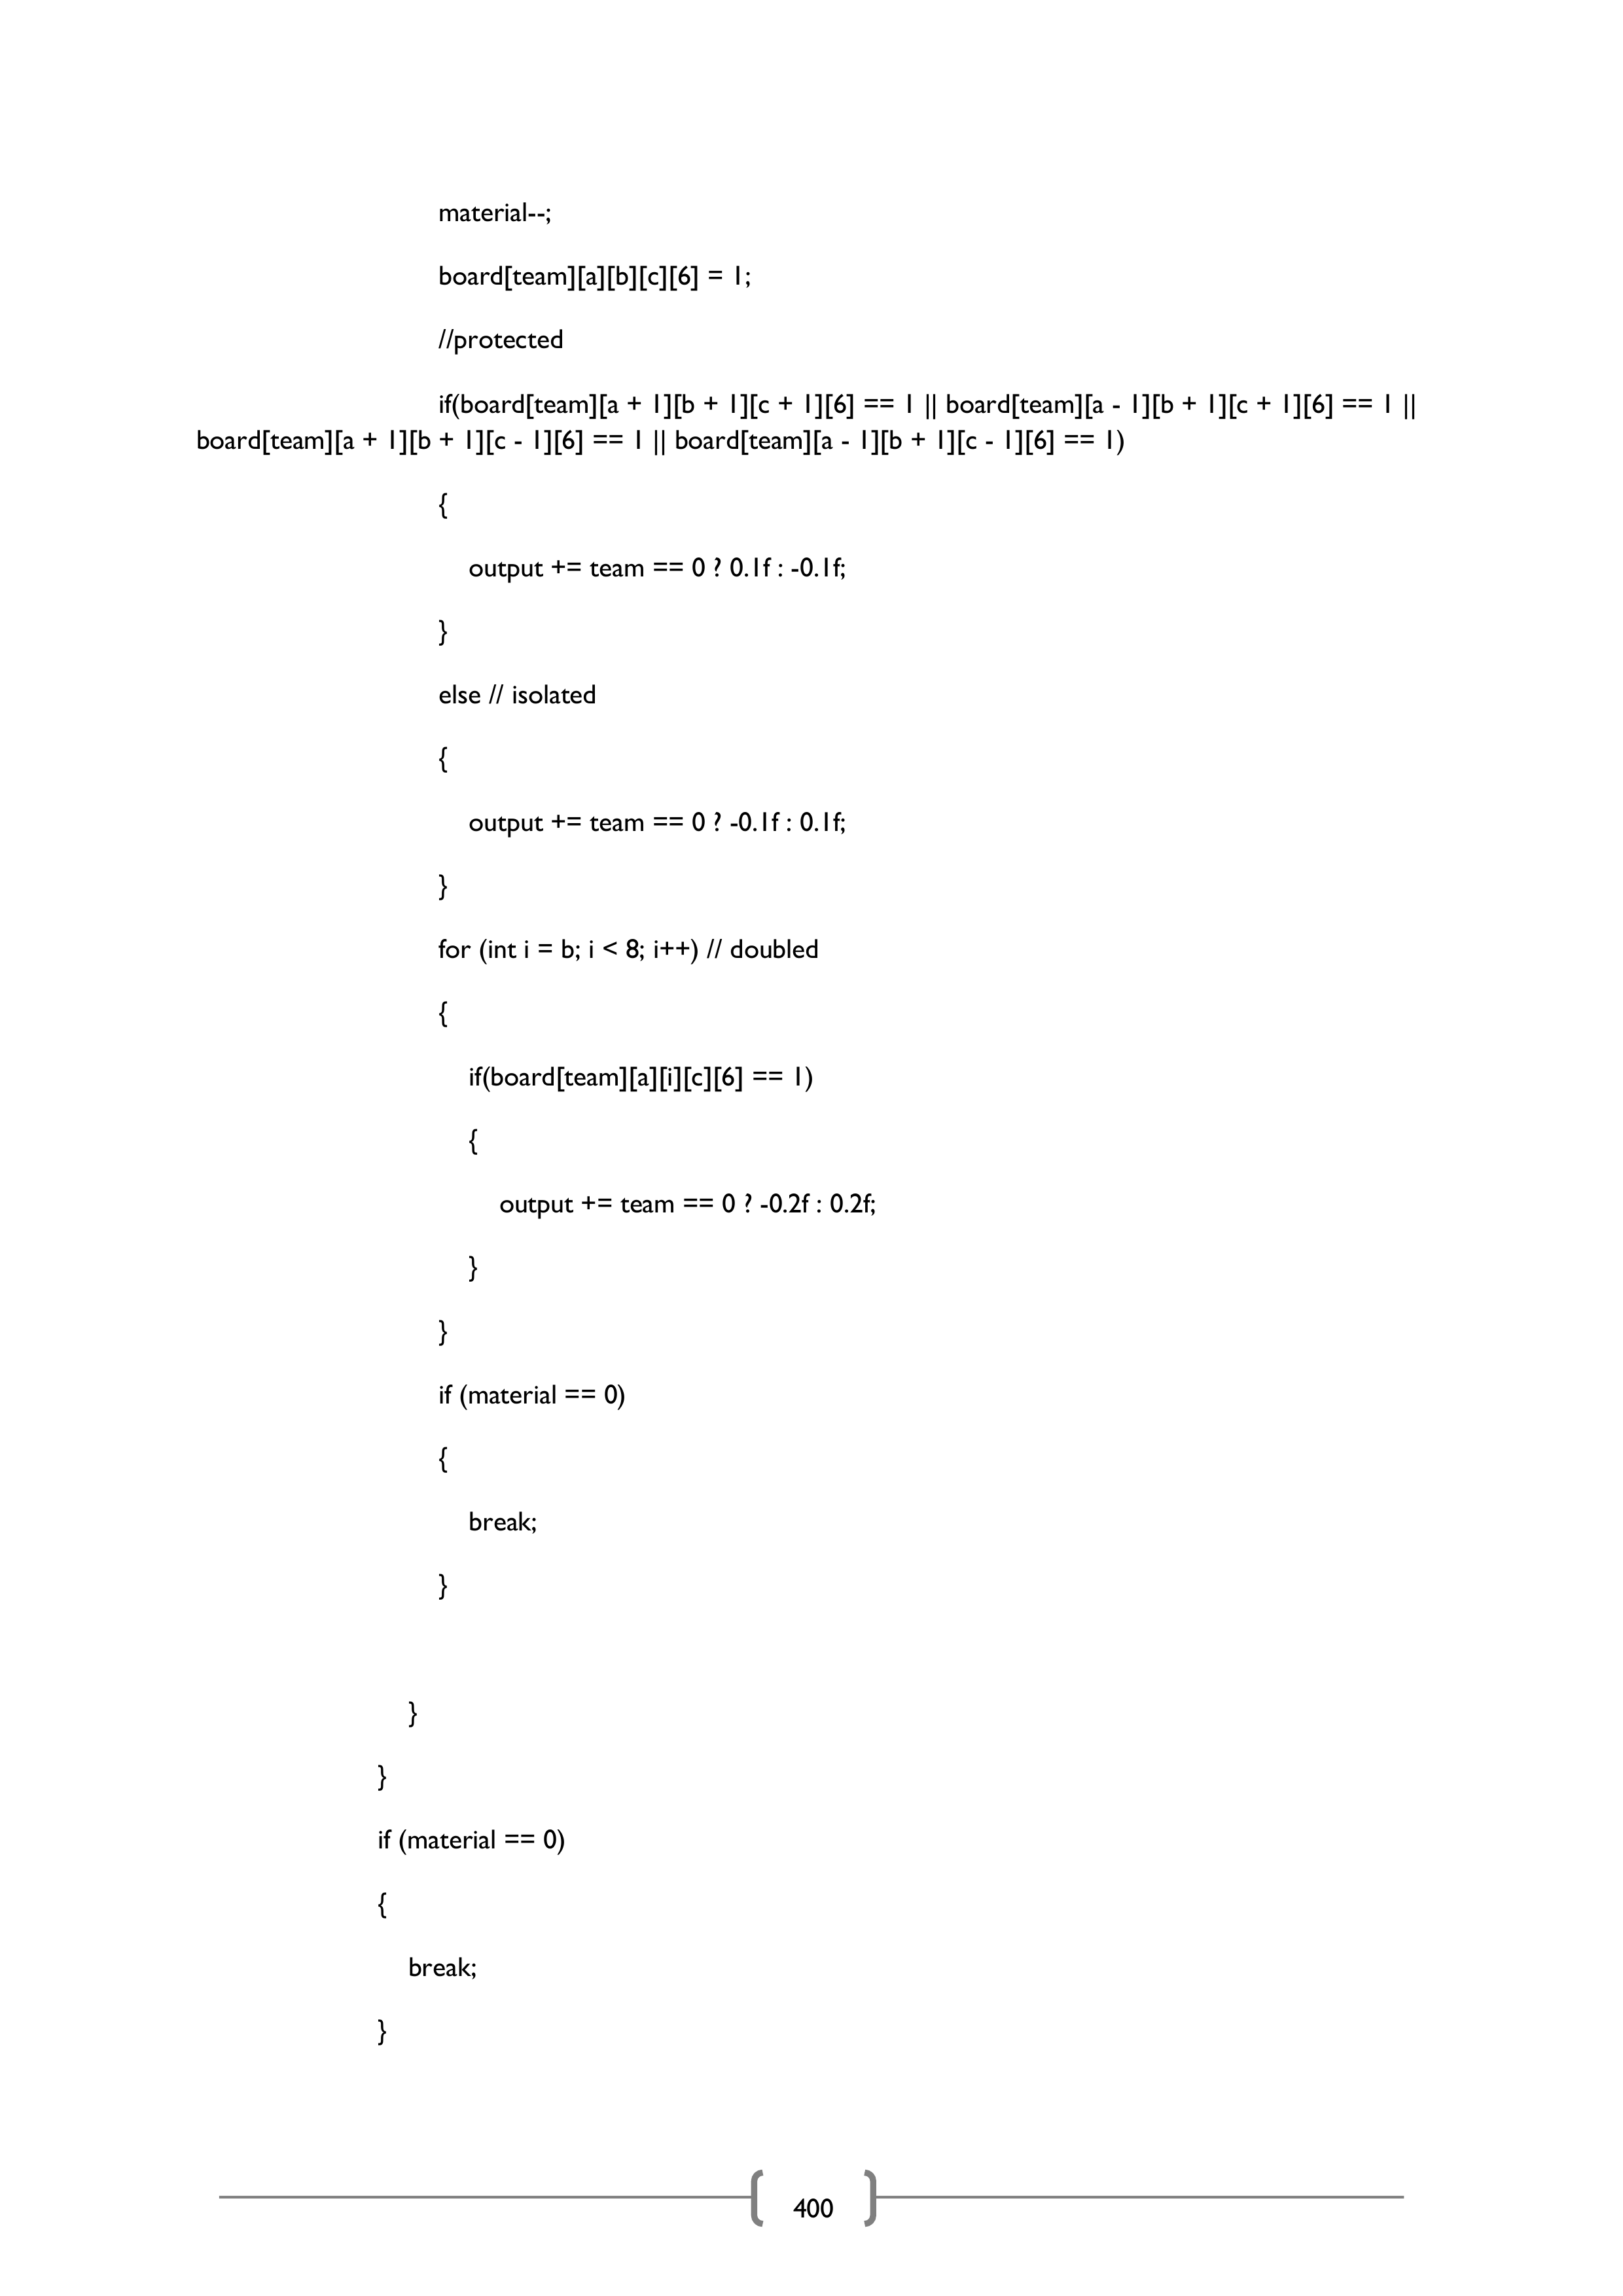 material--;
board[team][a][b][c][6] = 1;
//protected
if(board[team][a + 1][b + 1][c + 1][6] == 1 || board[team][a - 1][b + 1][c + 1][6] == 1 ||
board[team][a + 1][b + 1][c - 1][6] == 1 || board[team][a - 1][b + 1][c - 1][6] == 1)
{
output += team == 0 ? 0.1f : -0.1f;
}
else // isolated
{
output += team == 0 ? -0.1f : 0.1f;
}
for (int i = b; i < 8; i++) // doubled
{
if(board[team][a][i][c][6] == 1)
{
output += team == 0 ? -0.2f : 0.2f;
}
}
if (material == 0)
{
break;
}
}
}
if (material == 0)
{
break;
}
400